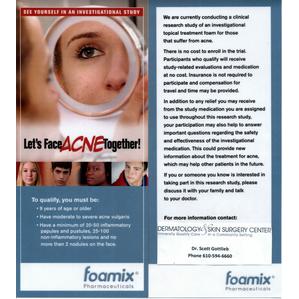 SEE YOURSELF IN AN INVESTIGATIONAL STUDY
Let's Face ACNE Together!
To qualify, you must be:
• 9 years of age or older
• Have moderate to severe acne vulgaris
• Have a minimum of 20-50 inflammatory
papules and pustules, 25-100
non-inflammatory lesions and no
more than 2 nodules on the face.
foamix
Pharmaceuticals
We are currently conducting a clinical
research study of an investigational
topical treatment foam for those
that suffer from acne.
There is no cost to enroll in the trial.
Participants who qualify will receive
study-related evaluations and medication
at no cost. Insurance is not required to
participate and compensation for
travel and time may be provided.
In addition to any relief you may receive
from the study medication you are assigned
to use throughout this research study,
your participation may also help to answer
important questions regarding the safety
and effectiveness of the investigational
medication. This could provide new
information about the treatment for acne,
which may help other patients in the future.
If you or someone you know is interested in
taking part in this research study, please
discuss it with your family and talk
to your doctor.
For more information contact:
DERMATOLOGY & SKIN SURGERY CENTER
Dr. Scott Gottlieb
Phone 610-594-6660
foamix
Pharmaceuticals